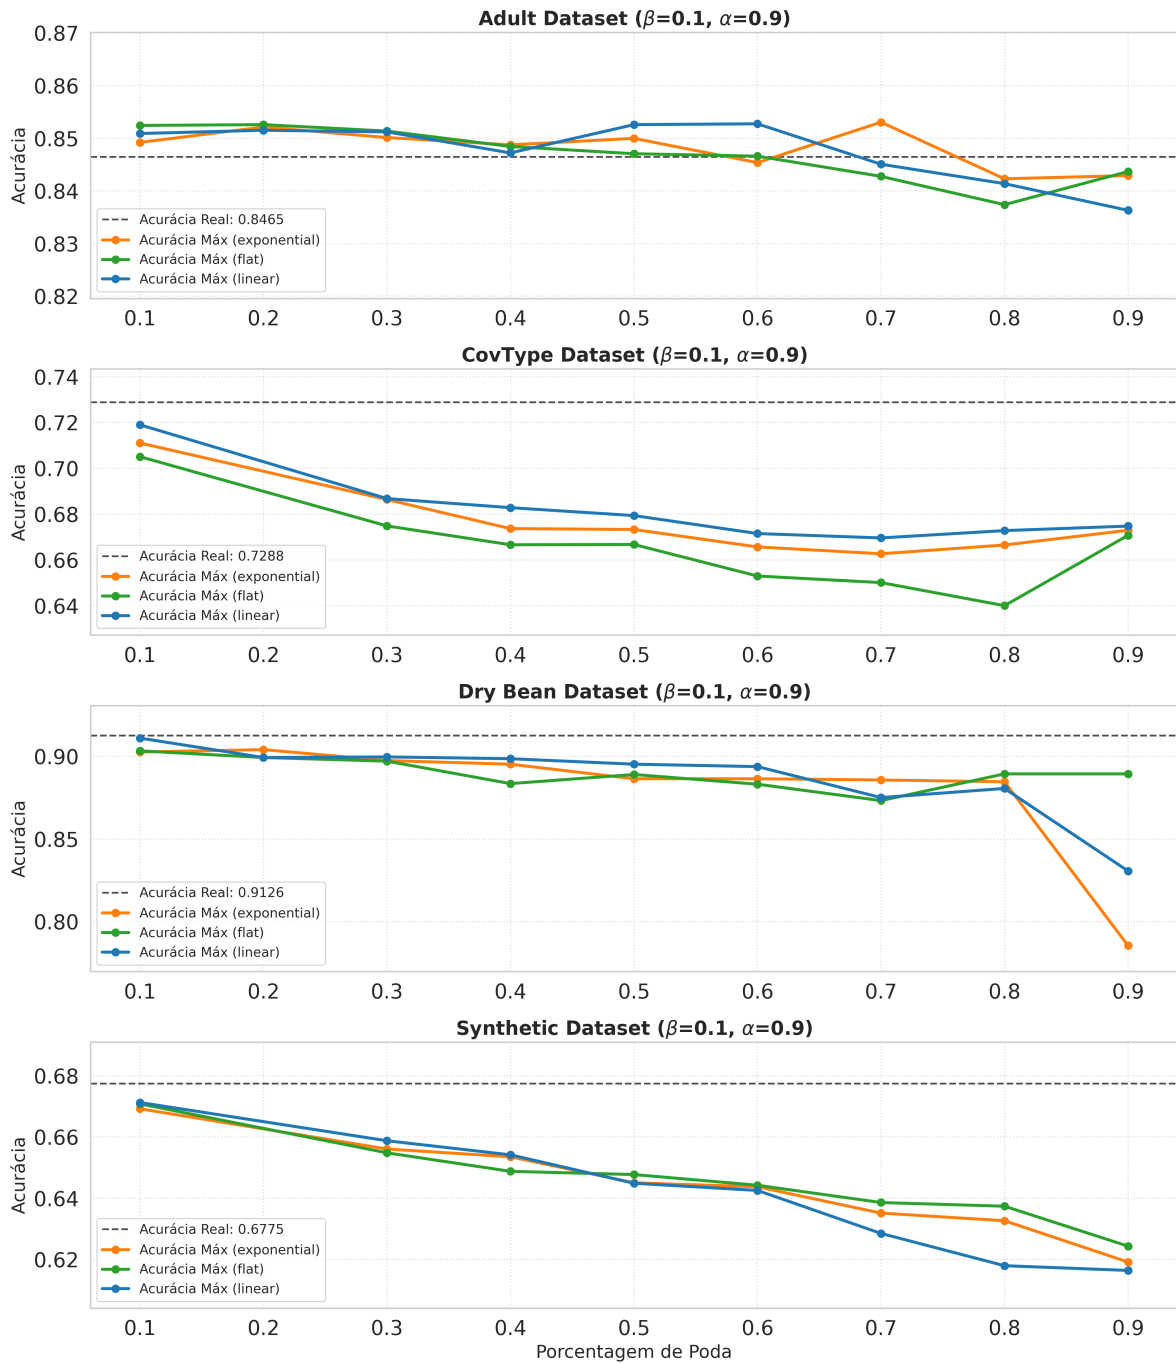 Adult Dataset (β=0.1, α=0.9)
0.87
0.86
0.85
0.84
0.83
0.82
Acurácia
Acurácia Real: 0.8465
Acurácia Máx (exponential)
Acurácia Máx (flat)
Acurácia Máx (linear)
0.1 0.2 0.3 0.4 0.5 0.6 0.7 0.8 0.9
CovType Dataset (β=0.1, α=0.9)
0.74
0.72
0.70
0.68
0.66
0.64
Acurácia
Acurácia Real: 0.7288
Acurácia Máx (exponential)
Acurácia Máx (flat)
Acurácia Máx (linear)
0.1 0.2 0.3 0.4 0.5 0.6 0.7 0.8 0.9
Dry Bean Dataset (β=0.1, α=0.9)
0.90
0.85
0.80
Acurácia
Acurácia Real: 0.9126
Acurácia Máx (exponential)
Acurácia Máx (flat)
Acurácia Máx (linear)
0.1 0.2 0.3 0.4 0.5 0.6 0.7 0.8 0.9
Synthetic Dataset (β=0.1, α=0.9)
0.68
0.66
0.64
0.62
Acurácia
Acurácia Real: 0.6775
Acurácia Máx (exponential)
Acurácia Máx (flat)
Acurácia Máx (linear)
0.1 0.2 0.3 0.4 0.5 0.6 0.7 0.8 0.9
Porcentagem de Poda